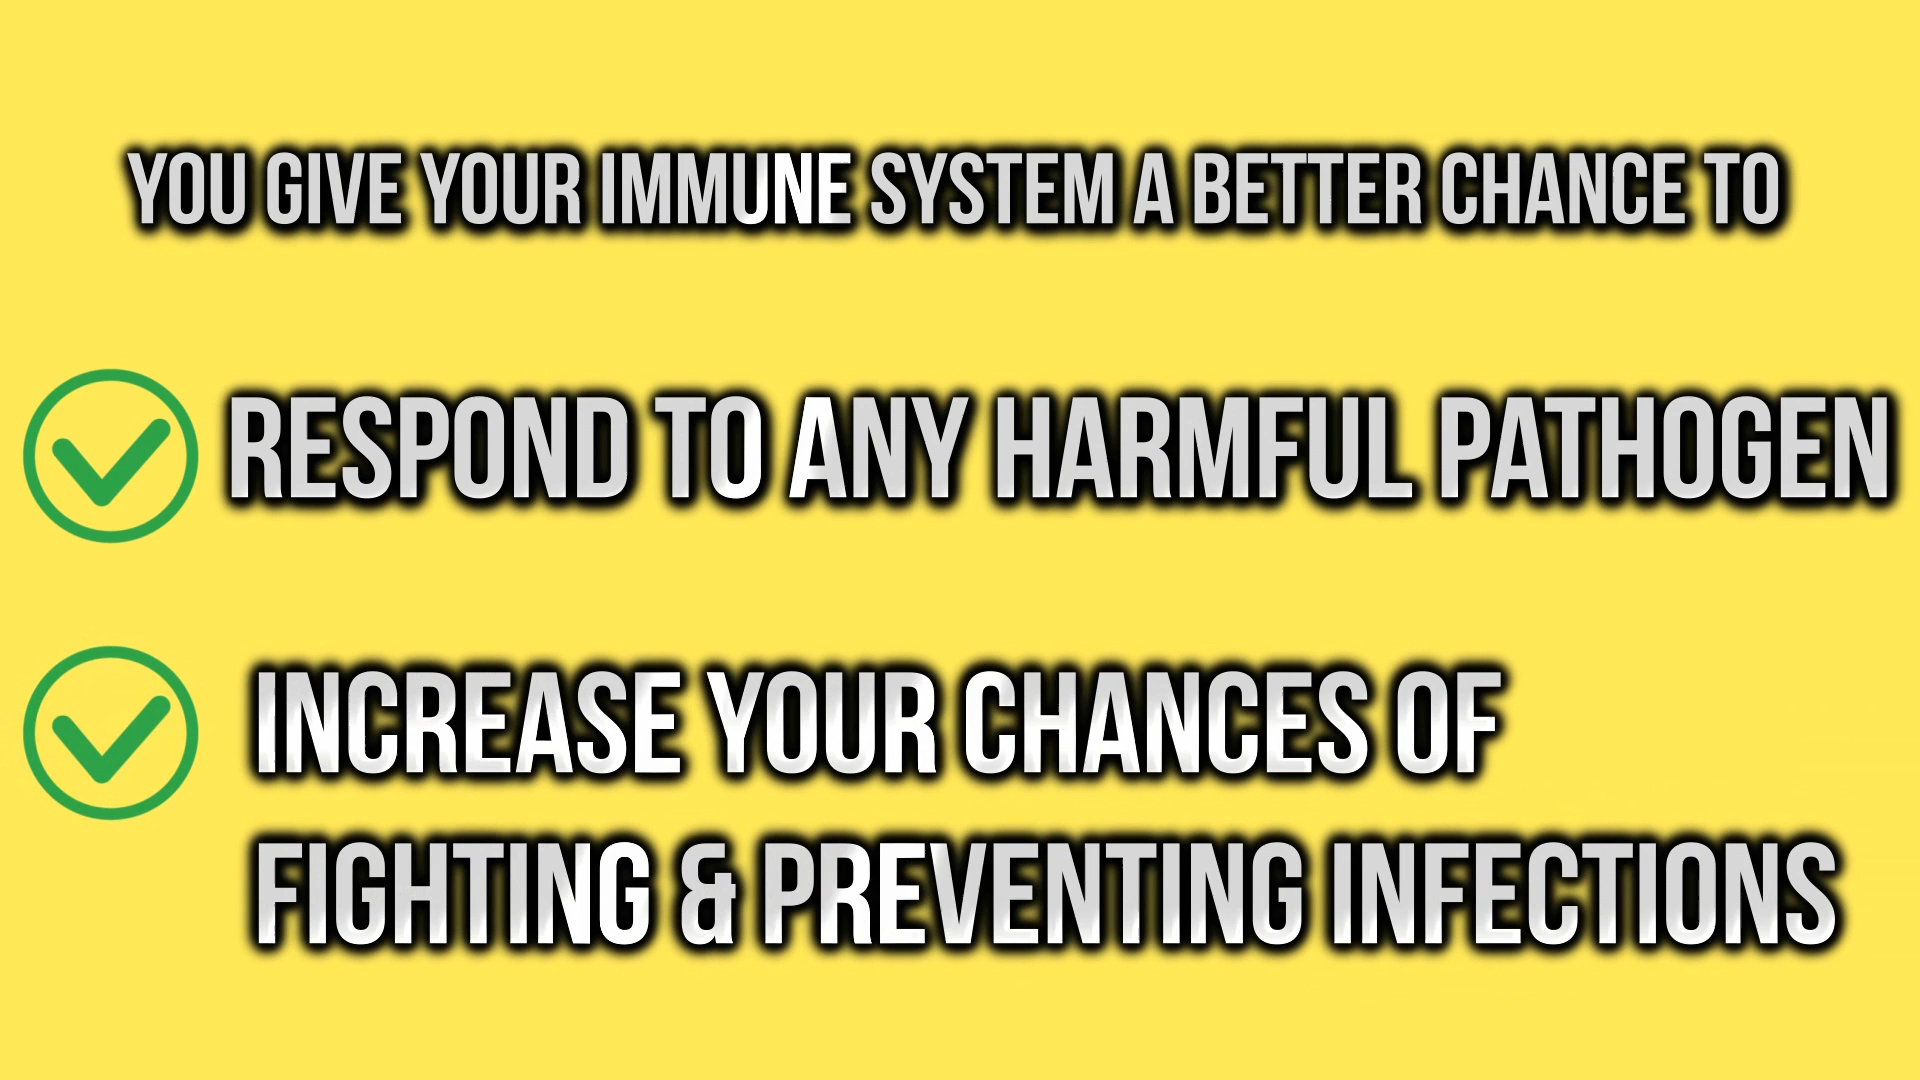 YOU GIVE YOUR IMMUNE SYSTEM A BETTER CHANCE TO
RESPOND TO ANY HARMFUL PATHOGEN
INCREASE YOUR CHANCES OF
FIGHTING & PREVENTING INFECTIONS